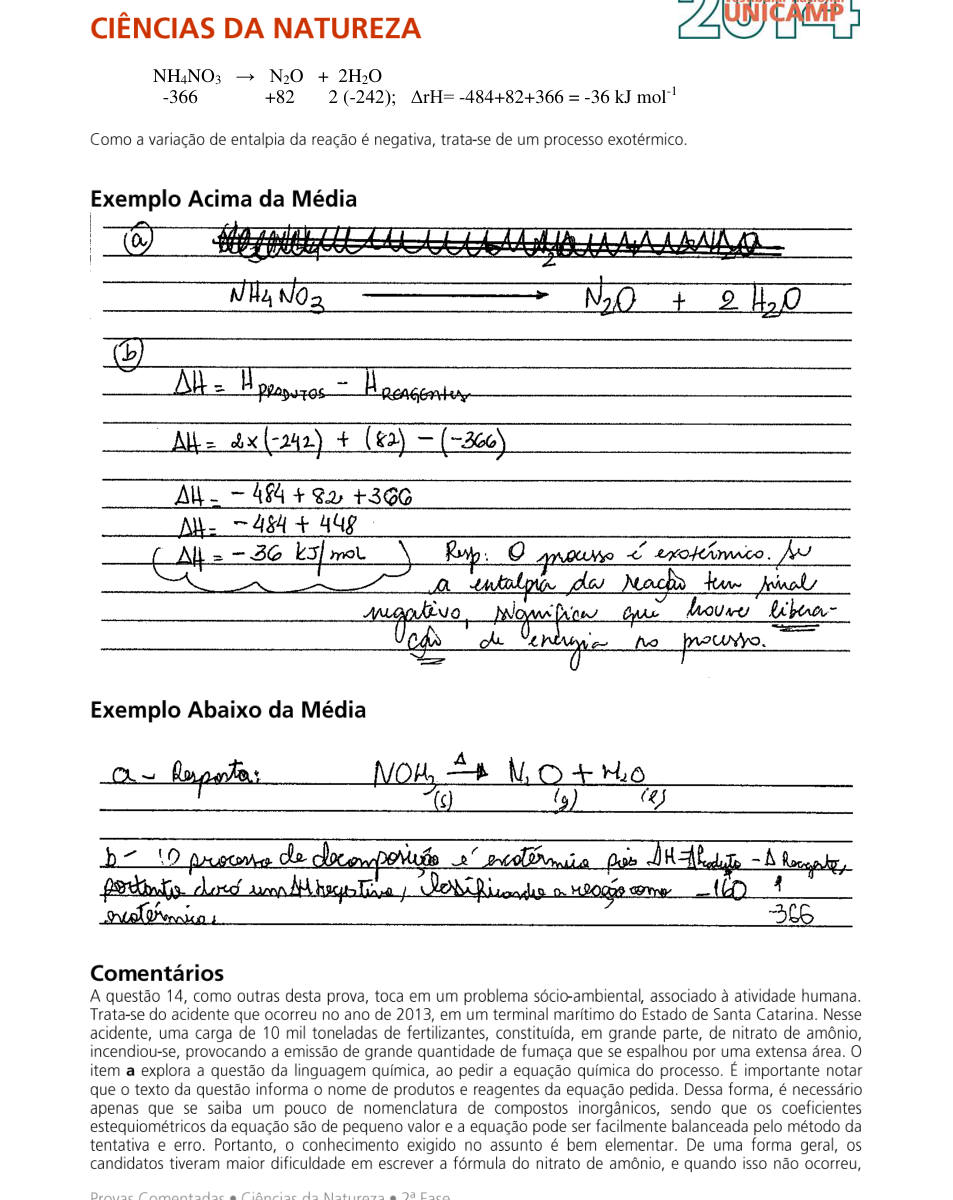 CIÊNCIAS DA NATUREZA
2014
UNICAMP
NH₄NO₃ → N₂O + 2H₂O
-366 +82 2 (-242); ΔrH= -484+82+366 = -36 kJ mol⁻¹
Como a variação de entalpia da reação é negativa, trata-se de um processo exotérmico.
Exemplo Acima da Média
a
NH4NO3 ⟶ N2O + 2 H2O
b
ΔH = H PRODUTOS - H REAGENTES
ΔH = 2x(-242) + (82) - (-366)
ΔH = - 484 + 82 + 366
ΔH = - 484 + 448
(ΔH = - 36 KJ/mol) Resp: O processo é exotérmico. Se
a entalpia da reação tem sinal
negativo, significa que houve libera-
ção de energia no processo.
Exemplo Abaixo da Média
a - Resposta: NOH3 Δ→ N2O + H2O
(s) (g) (l)
b - O processo de decomposição é exotérmico pois ΔH = ΔProduto - Δ Reagente,
portanto dará um ΔH negativo, classificando a reação como -160
exotérmica. -366
Comentários
A questão 14, como outras desta prova, toca em um problema sócio-ambiental, associado à atividade humana.
Trata-se do acidente que ocorreu no ano de 2013, em um terminal marítimo do Estado de Santa Catarina. Nesse
acidente, uma carga de 10 mil toneladas de fertilizantes, constituída, em grande parte, de nitrato de amônio,
incendiou-se, provocando a emissão de grande quantidade de fumaça que se espalhou por uma extensa área. O
item a explora a questão da linguagem química, ao pedir a equação química do processo. É importante notar
que o texto da questão informa o nome de produtos e reagentes da equação pedida. Dessa forma, é necessário
apenas que se saiba um pouco de nomenclatura de compostos inorgânicos, sendo que os coeficientes
estequiométricos da equação são de pequeno valor e a equação pode ser facilmente balanceada pelo método da
tentativa e erro. Portanto, o conhecimento exigido no assunto é bem elementar. De uma forma geral, os
candidatos tiveram maior dificuldade em escrever a fórmula do nitrato de amônio, e quando isso não ocorreu,
Provas Comentadas • Ciências da Natureza • 2ª Fase